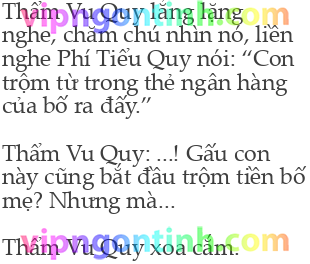 Thẩm Vu Quy lẳng lặng
nghe, chăm chú nhìn nó, liền
nghe Phí Tiểu Quy nói: “Con
trộm từ trong thẻ ngân hàng
của bố ra đấy.”
Thẩm Vu Quy: ...! Gấu con
này cũng bắt đầu trộm tiền bố
mẹ? Nhưng mà...
Thẩm Vu Quy xoa cắm.
vipngontinh.com
vipngontinh.com